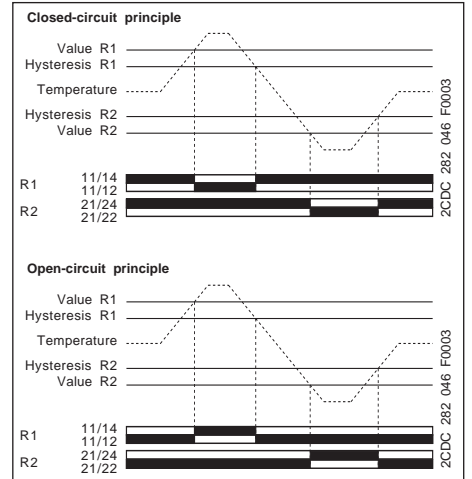 Closed-circuit principle
Value R1
Hysteresis R1
Temperature
Hysteresis R2
Value R2
R1
11/14
11/12
R2
21/24
21/22
2CDC 282 046 F0003
Open-circuit principle
Value R1
Hysteresis R1
Temperature
Hysteresis R2
Value R2
R1
11/14
11/12
R2
21/24
21/22
2CDC 282 046 F0003